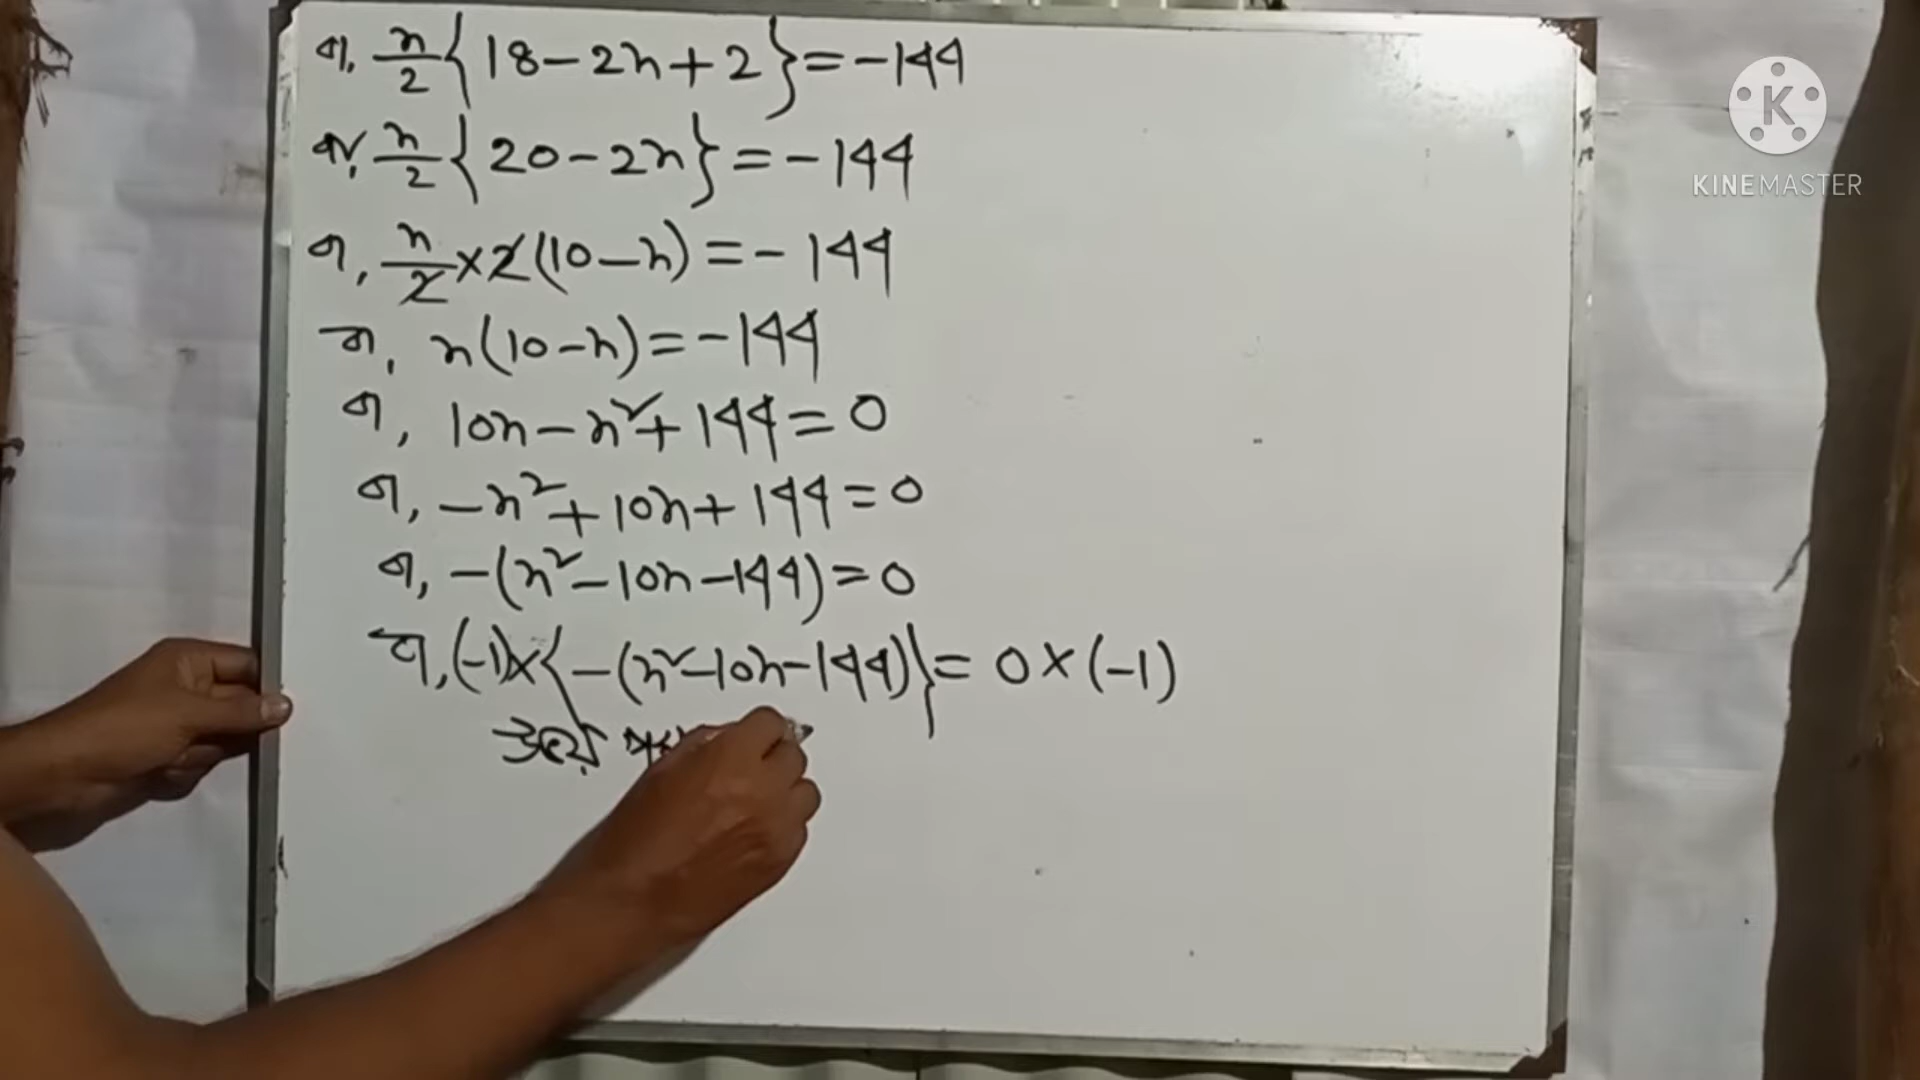 বা, n/2 {18-2n+2} = -144
বা, n/2 {20-2n} = -144
বা, n/2 × 2(10-n) = -144
বা, n(10-n) = -144
বা, 10n-n²+144=0
বা, -n²+10n+144=0
বা, -(n²-10n-144)=0
বা, (-1)×{-(n²-10n-144)} = 0×(-1)
উভয়
K
KINEMASTER